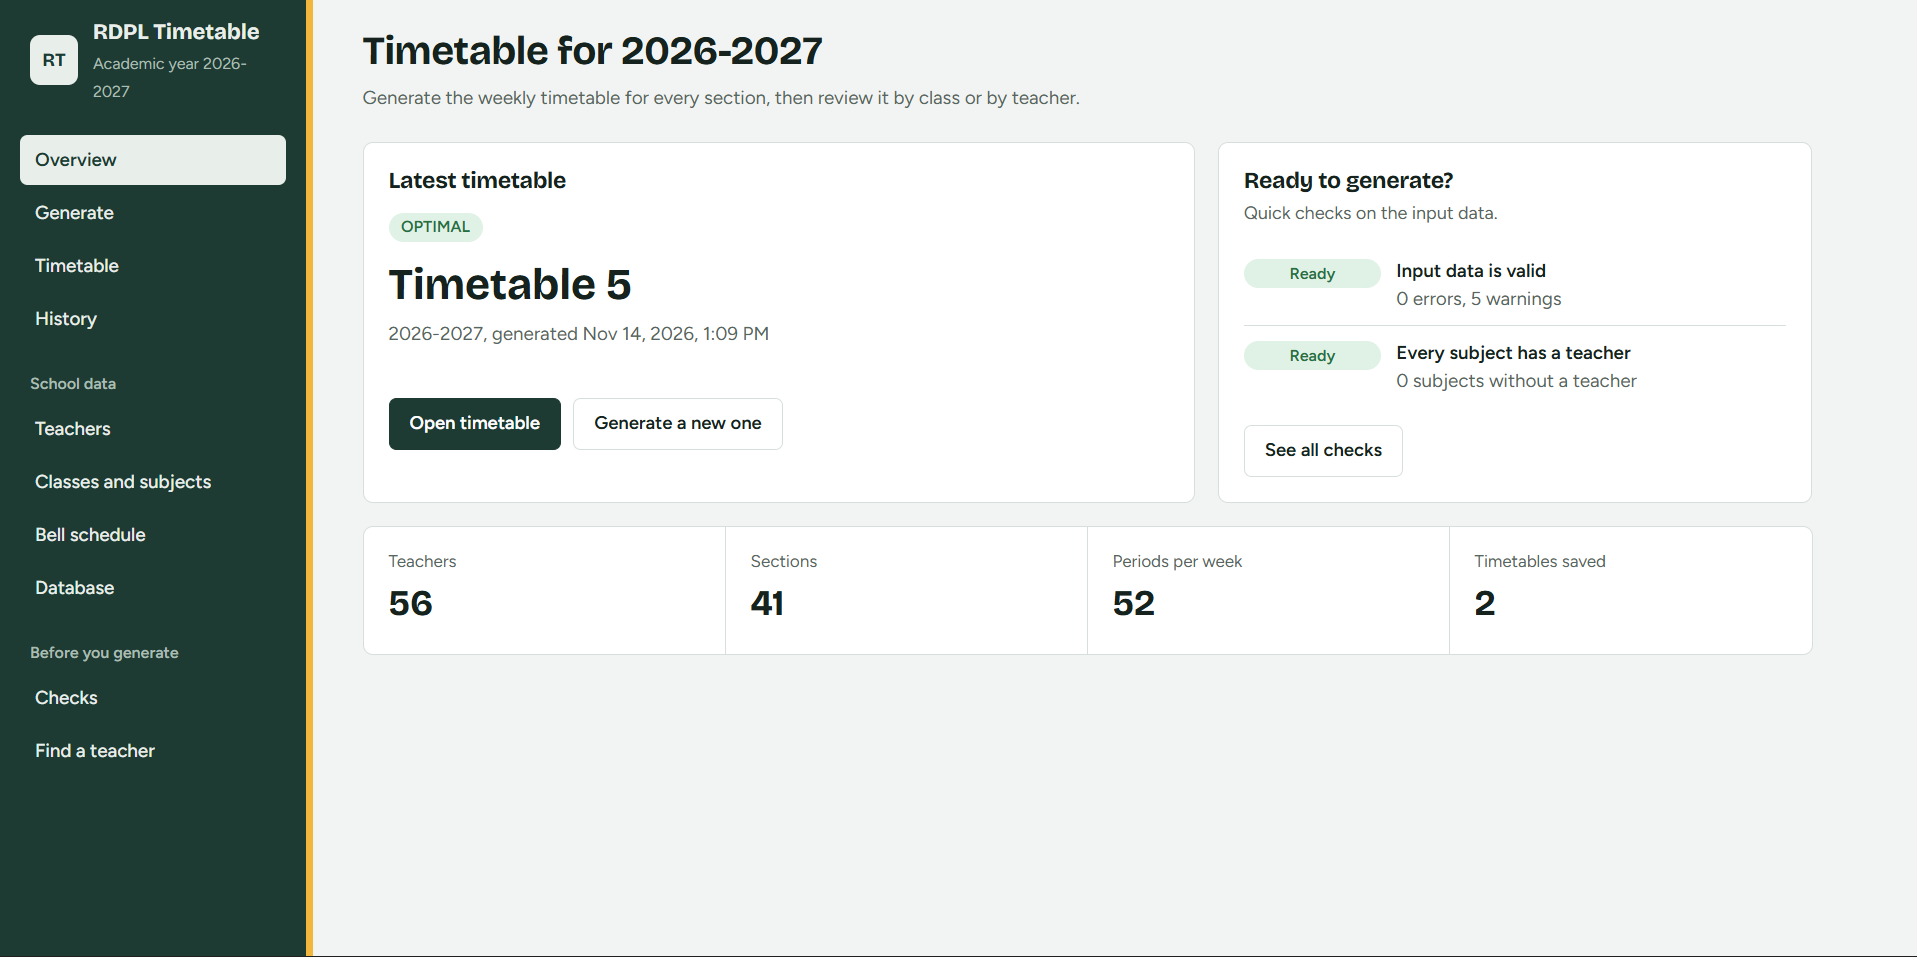 RT
RDPL Timetable
Academic year 2026-
2027
Overview
Generate
Timetable
History
School data
Teachers
Classes and subjects
Bell schedule
Database
Before you generate
Checks
Find a teacher
Timetable for 2026-2027
Generate the weekly timetable for every section, then review it by class or by teacher.
Latest timetable
OPTIMAL
Timetable 5
2026-2027, generated Nov 14, 2026, 1:09 PM
Open timetable
Generate a new one
Ready to generate?
Quick checks on the input data.
Ready
Input data is valid
0 errors, 5 warnings
Ready
Every subject has a teacher
0 subjects without a teacher
See all checks
Teachers
56
Sections
41
Periods per week
52
Timetables saved
2